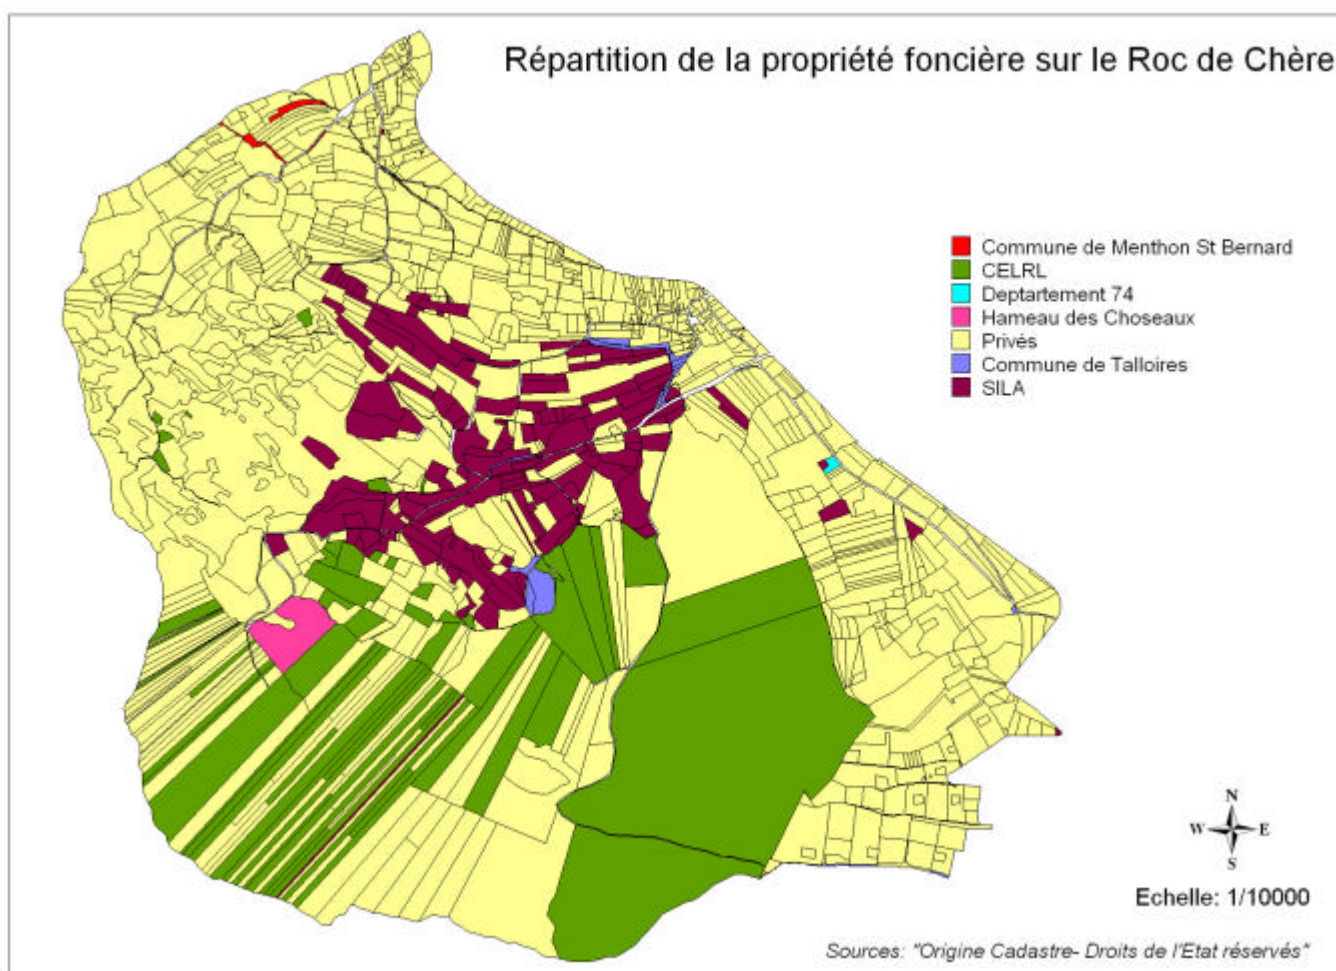 Répartition de la propriété foncière sur le Roc de Chère
Commune de Menthon St Bernard
CELRL
Deptartement 74
Hameau des Choseaux
Privés
Commune de Talloires
SILA
N
W E
S
Echelle: 1/10000
Sources: "Origine Cadastre- Droits de l'Etat réservés"